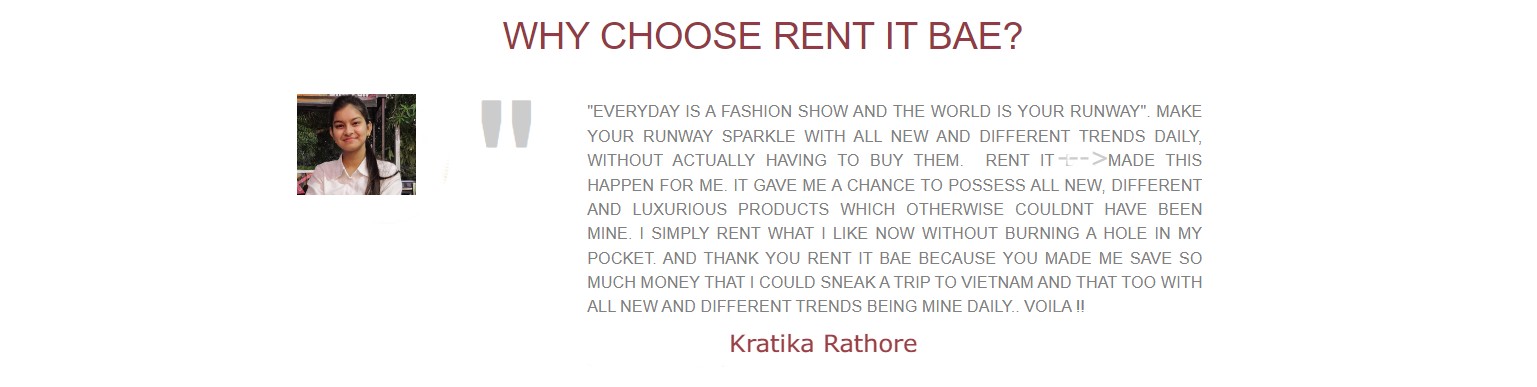 WHY CHOOSE RENT IT BAE?
"
"EVERYDAY IS A FASHION SHOW AND THE WORLD IS YOUR RUNWAY". MAKE
YOUR RUNWAY SPARKLE WITH ALL NEW AND DIFFERENT TRENDS DAILY,
WITHOUT ACTUALLY HAVING TO BUY THEM. RENT IT --->MADE THIS
HAPPEN FOR ME. IT GAVE ME A CHANCE TO POSSESS ALL NEW, DIFFERENT
AND LUXURIOUS PRODUCTS WHICH OTHERWISE COULDNT HAVE BEEN
MINE. I SIMPLY RENT WHAT I LIKE NOW WITHOUT BURNING A HOLE IN MY
POCKET. AND THANK YOU RENT IT BAE BECAUSE YOU MADE ME SAVE SO
MUCH MONEY THAT I COULD SNEAK A TRIP TO VIETNAM AND THAT TOO WITH
ALL NEW AND DIFFERENT TRENDS BEING MINE DAILY.. VOILA !!
Kratika Rathore